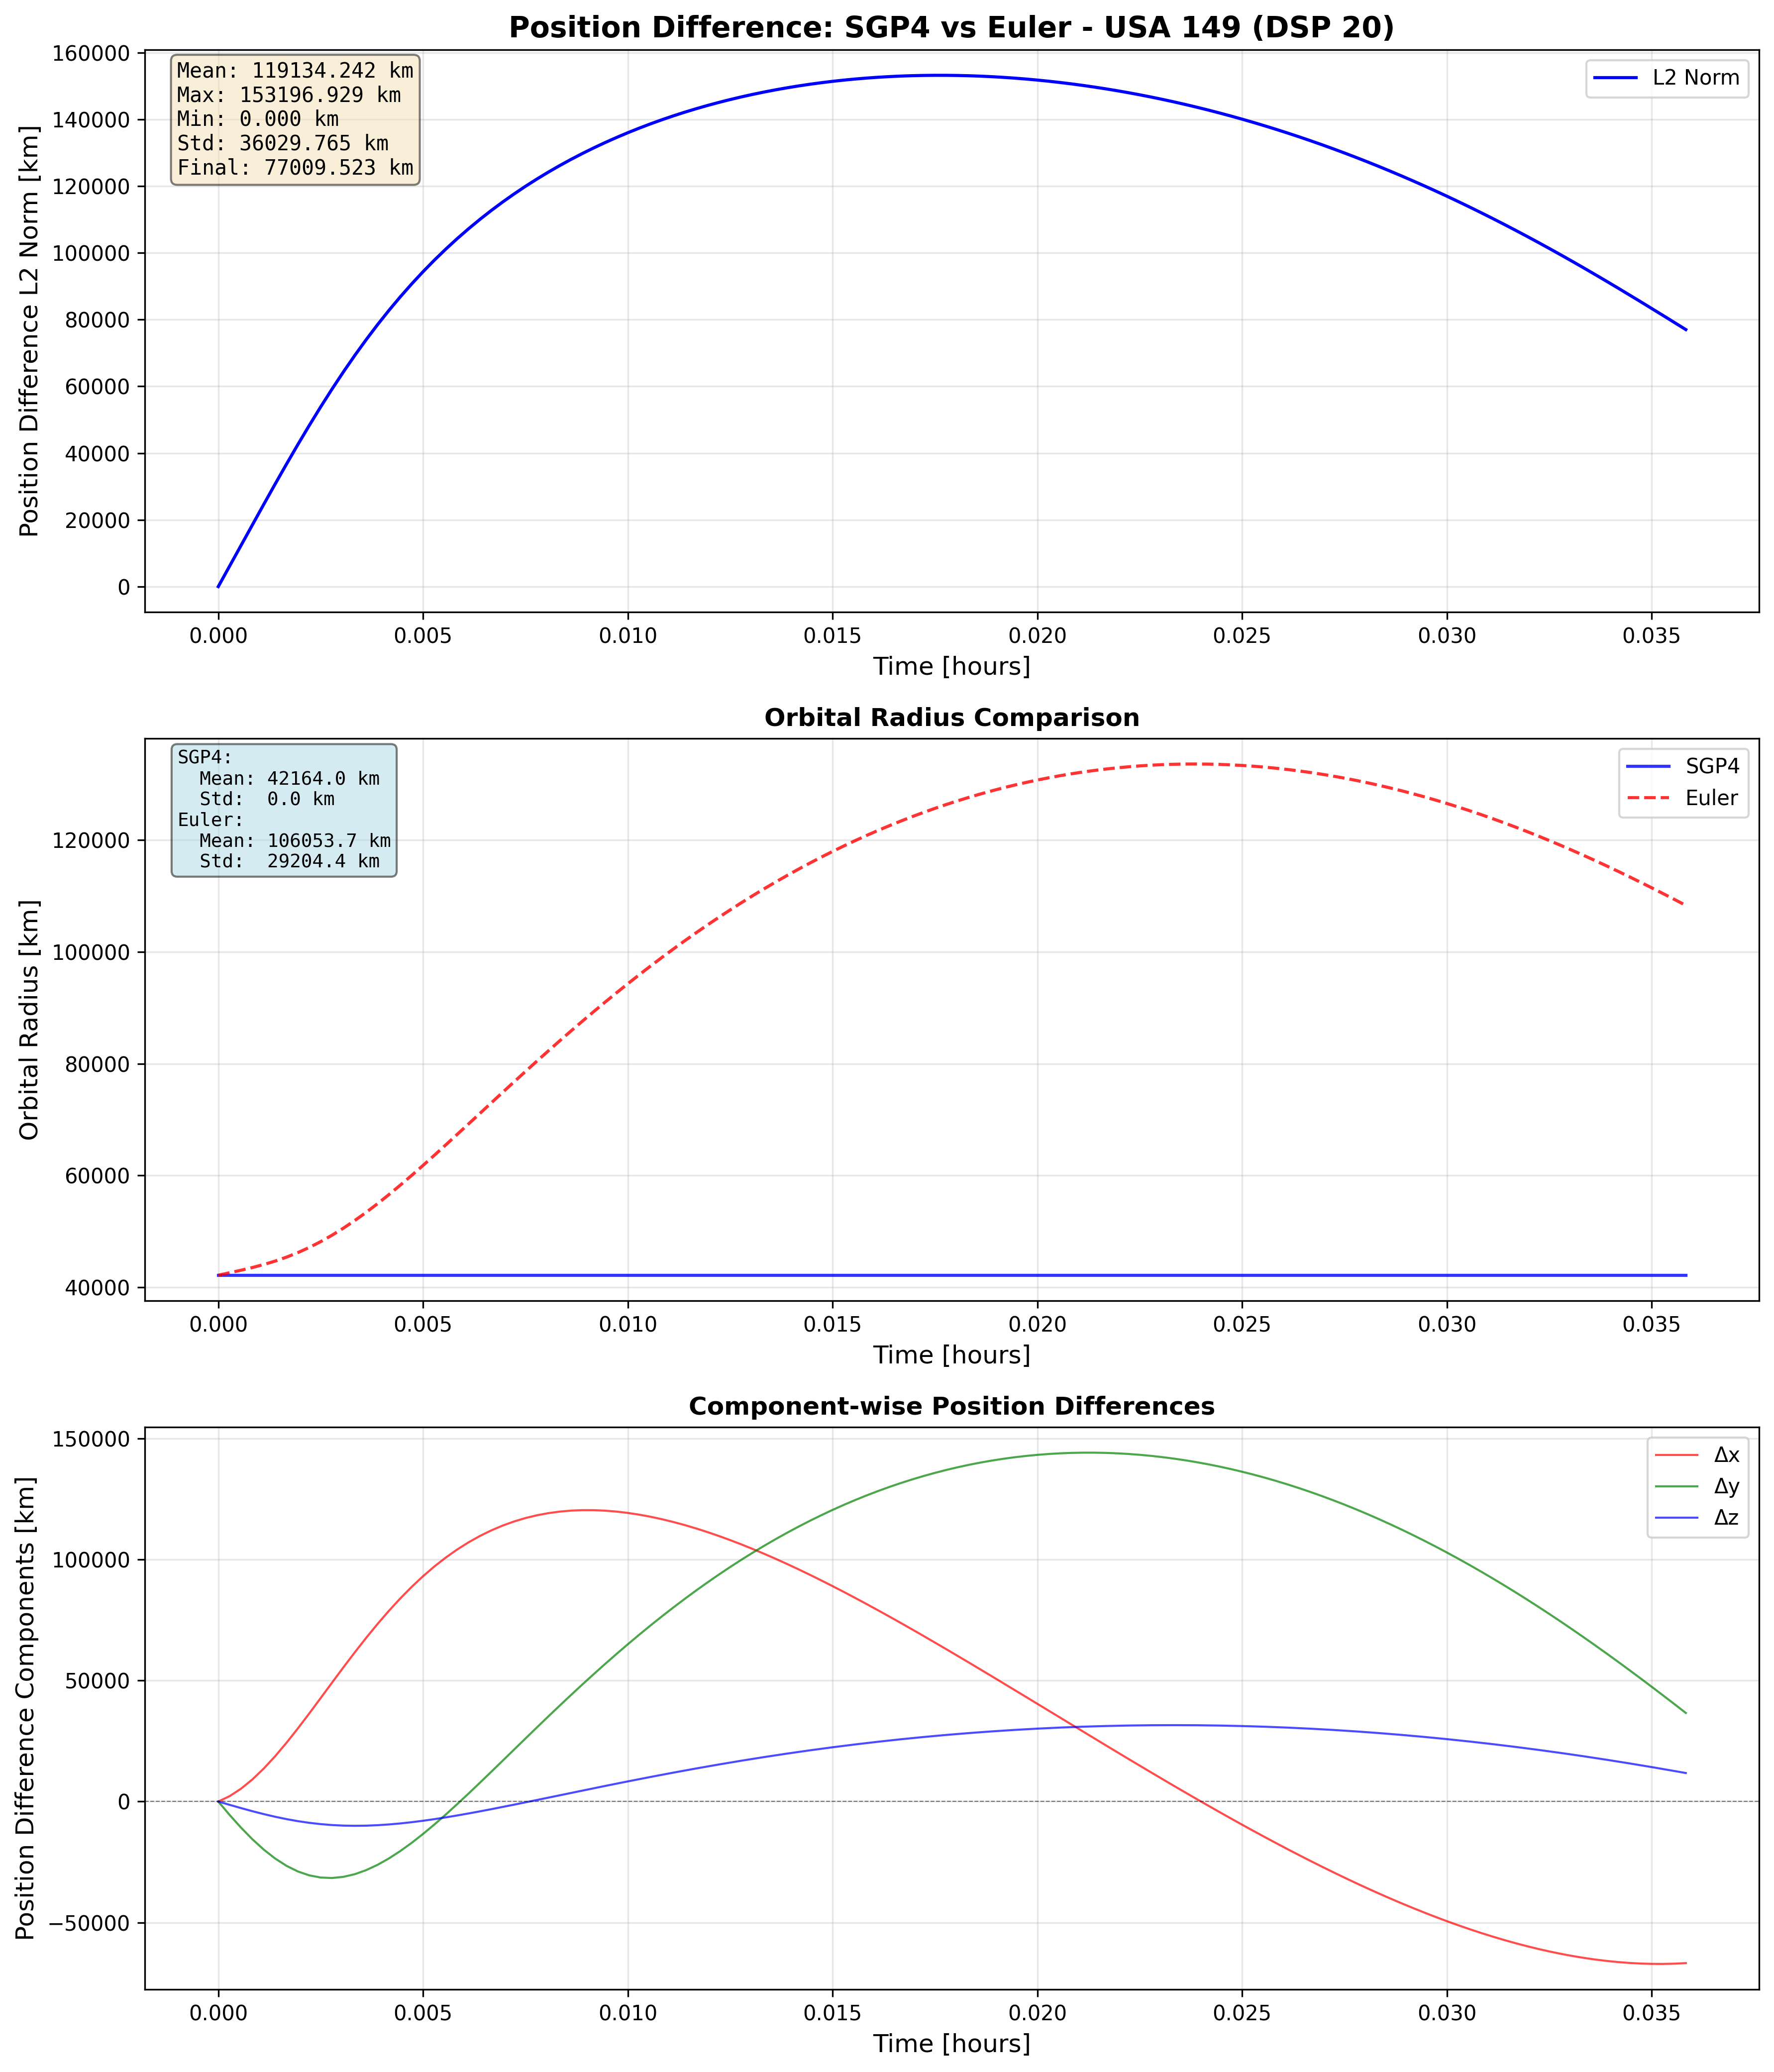 Position Difference: SGP4 vs Euler - USA 149 (DSP 20)
Position Difference L2 Norm [km]
160000
140000
120000
100000
80000
60000
40000
20000
0
Mean: 119134.242 km
Max: 153196.929 km
Min: 0.000 km
Std: 36029.765 km
Final: 77009.523 km
L2 Norm
0.000 0.005 0.010 0.015 0.020 0.025 0.030 0.035
Time [hours]
Orbital Radius Comparison
Orbital Radius [km]
120000
100000
80000
60000
40000
SGP4:
Mean: 42164.0 km
Std: 0.0 km
Euler:
Mean: 106053.7 km
Std: 29204.4 km
SGP4
Euler
0.000 0.005 0.010 0.015 0.020 0.025 0.030 0.035
Time [hours]
Component-wise Position Differences
Position Difference Components [km]
150000
100000
50000
0
−50000
Δx
Δy
Δz
0.000 0.005 0.010 0.015 0.020 0.025 0.030 0.035
Time [hours]